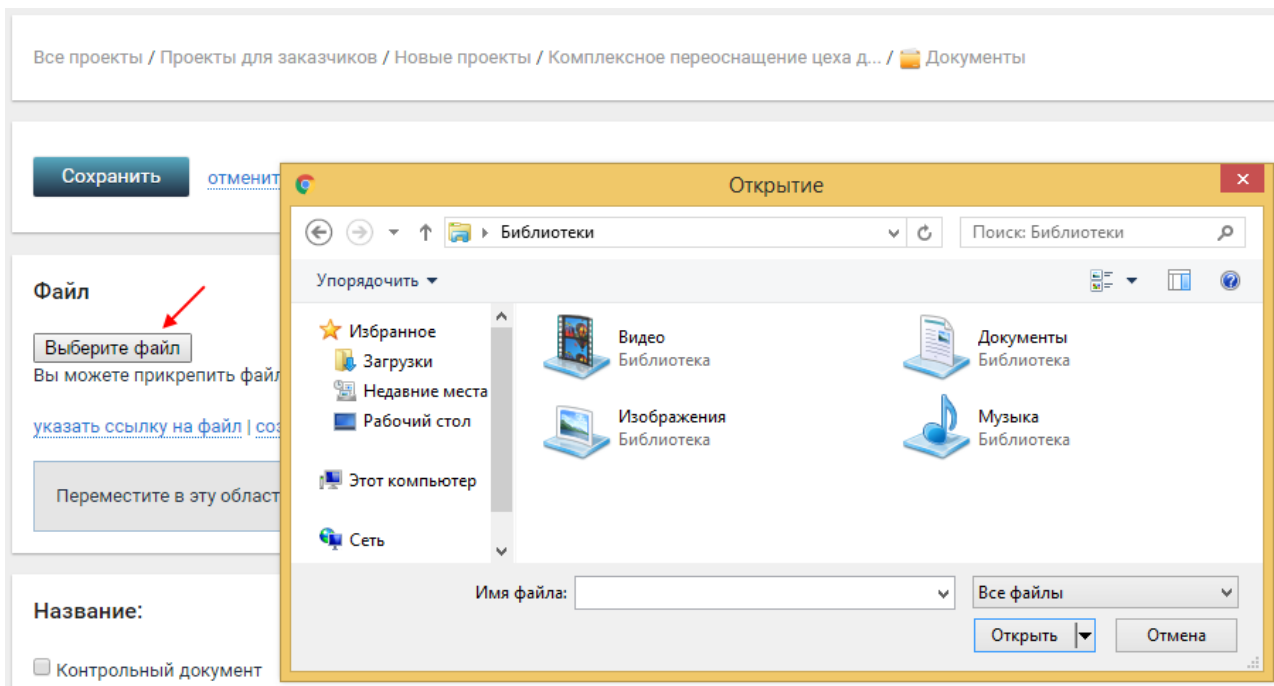 Все проекты / Проекты для заказчиков / Новые проекты / Комплексное переоснащение цеха д... / Документы
Сохранить отменит
Файл
Выберите файл
Вы можете прикрепить файл
указать ссылку на файл | соз
Переместите в эту област
Название:
Контрольный документ
Открытие
Библиотеки
Поиск: Библиотеки
Упорядочить
Избранное
Загрузки
Недавние места
Рабочий стол
Этот компьютер
Сеть
Видео
Библиотека
Документы
Библиотека
Изображения
Библиотека
Музыка
Библиотека
Имя файла:
Все файлы
Открыть
Отмена